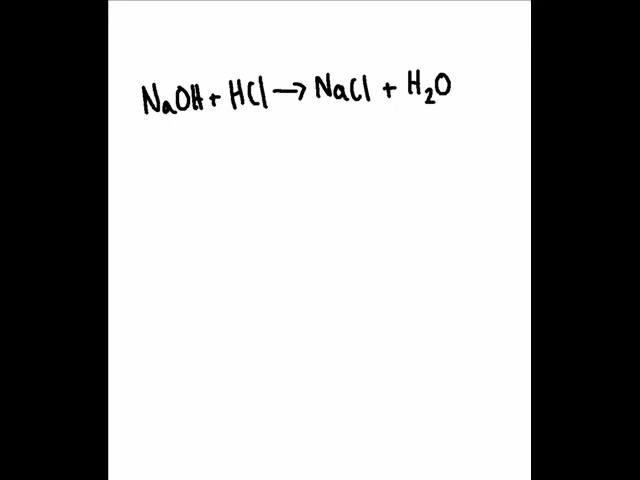 NaOH + HCl → NaCl + H₂O